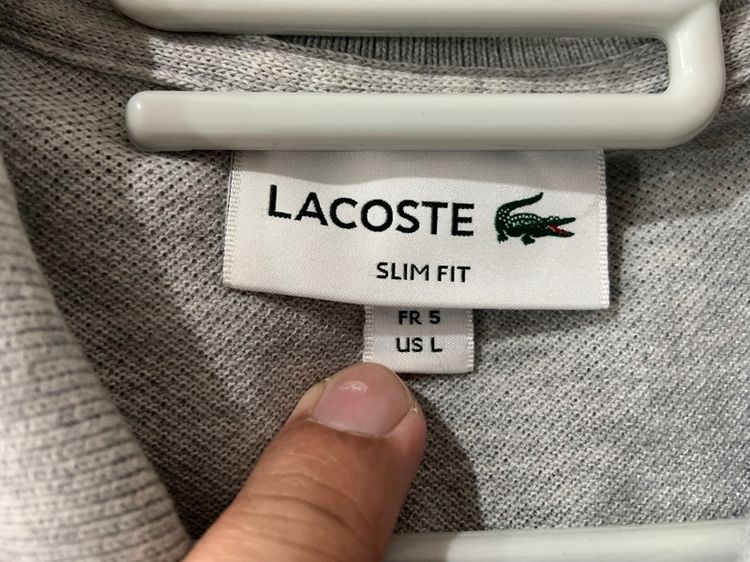 LACOSTE
SLIM FIT
FR 5
US L